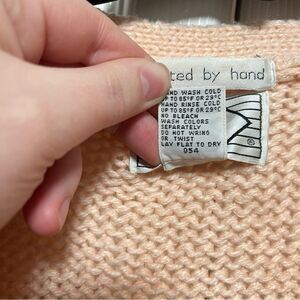 ted by hand
HAND WASH COLD
UP TO 85°F OR 29°C
HAND RINSE COLD
UP TO 85°F OR 29°C
NO BLEACH
WASH COLORS
SEPARATELY
DO NOT WRING
OR TWIST
LAY FLAT TO DRY
054
®